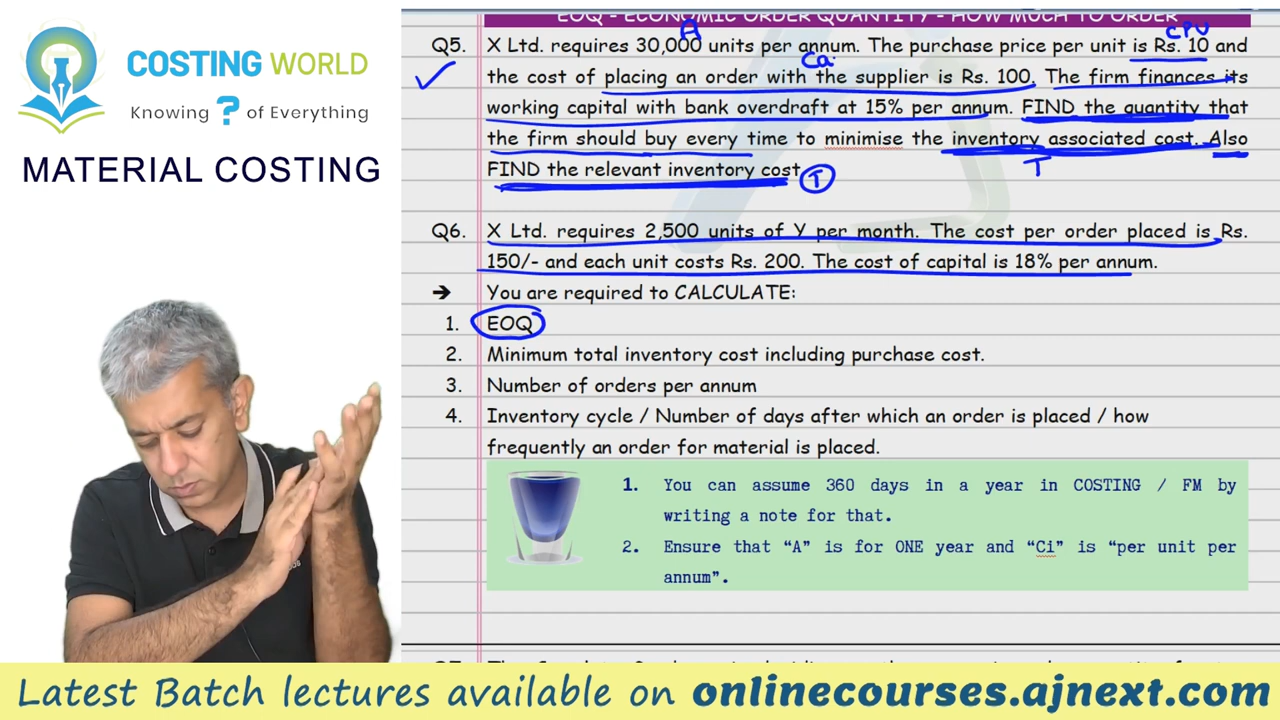 EOQ - ECONOMIC ORDER QUANTITY - HOW MUCH TO ORDER
COSTING WORLD
Knowing ? of Everything
MATERIAL COSTING
A
CPU
Ca
Q5. X Ltd. requires 30,000 units per annum. The purchase price per unit is Rs. 10 and
the cost of placing an order with the supplier is Rs. 100. The firm finances its
working capital with bank overdraft at 15% per annum. FIND the quantity that
the firm should buy every time to minimise the inventory associated cost. Also
FIND the relevant inventory cost
T
T
Q6. X Ltd. requires 2,500 units of Y per month. The cost per order placed is Rs.
150/- and each unit costs Rs. 200. The cost of capital is 18% per annum.
➔ You are required to CALCULATE:
1. EOQ
2. Minimum total inventory cost including purchase cost.
3. Number of orders per annum
4. Inventory cycle / Number of days after which an order is placed / how
frequently an order for material is placed.
1. You can assume 360 days in a year in COSTING / FM by
writing a note for that.
2. Ensure that “A” is for ONE year and “Ci” is “per unit per
annum”.
Latest Batch lectures available on onlinecourses.ajnext.com